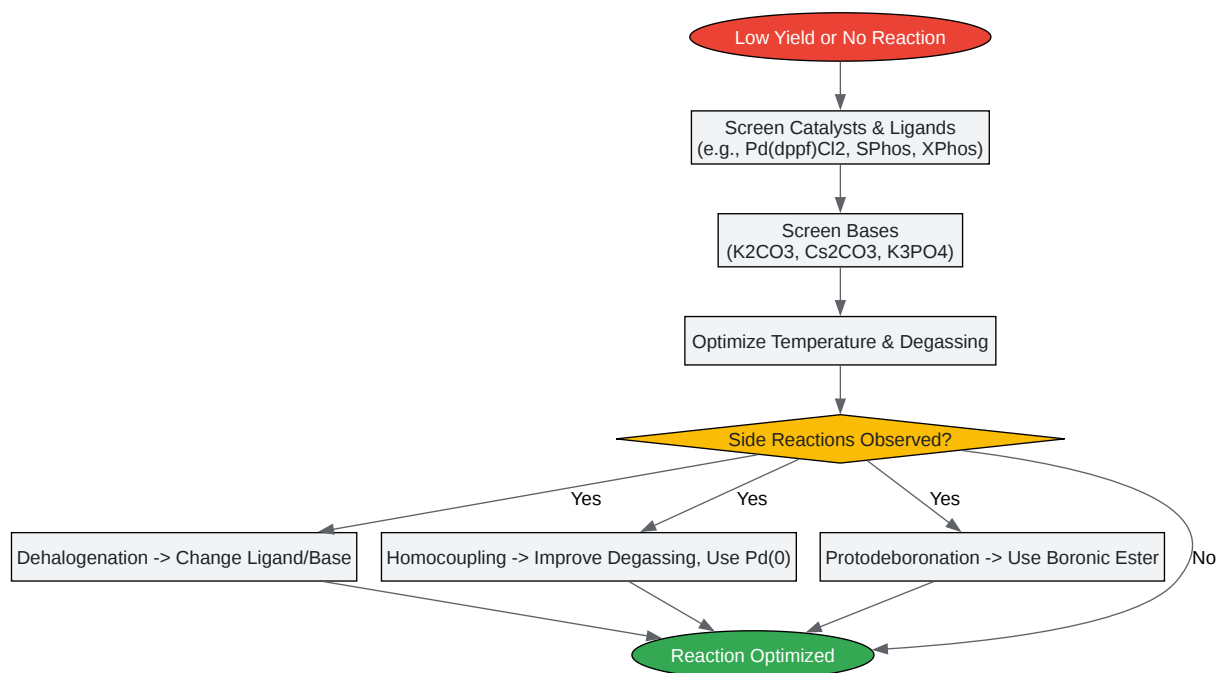 Low Yield or No Reaction
Screen Catalysts & Ligands
(e.g., Pd(dppf)Cl2, SPhos, XPhos)
Screen Bases
(K2CO3, Cs2CO3, K3PO4)
Optimize Temperature & Degassing
Side Reactions Observed?
Yes
Yes
Yes
No
Dehalogenation -> Change Ligand/Base
Homocoupling -> Improve Degassing, Use Pd(0)
Protodeboronation -> Use Boronic Ester
Reaction Optimized